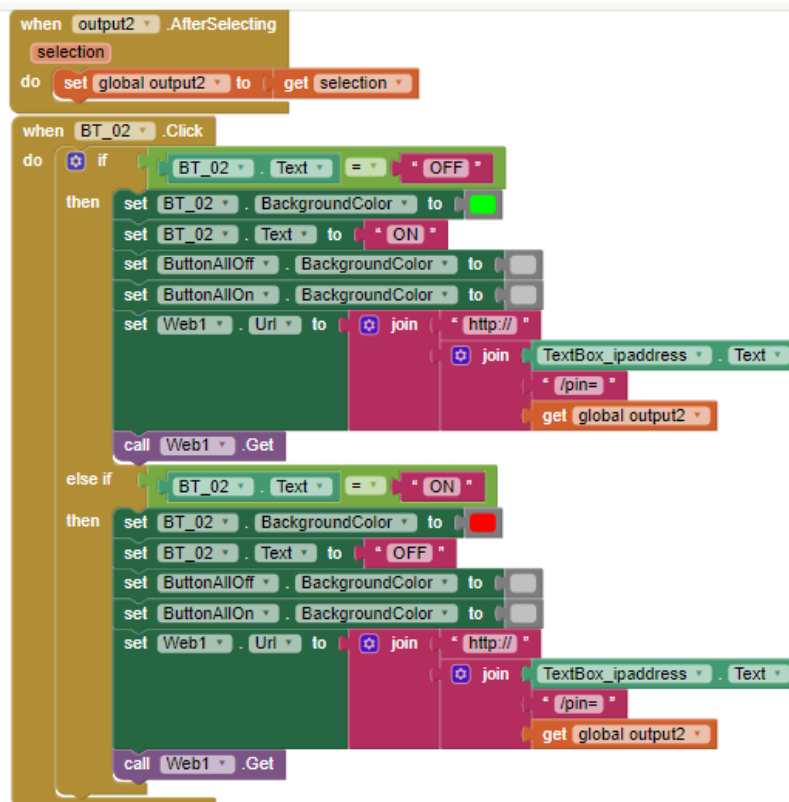 when output2 .AfterSelecting
selection
do set global output2 to get selection
when BT_02 .Click
do if BT_02 . Text = " OFF "
then set BT_02 . BackgroundColor to
set BT_02 . Text to " ON "
set ButtonAllOff . BackgroundColor to
set ButtonAllOn . BackgroundColor to
set Web1 . Url to join " http:// "
join TextBox_ipaddress . Text
" /pin= "
get global output2
call Web1 .Get
else if BT_02 . Text = " ON "
then set BT_02 . BackgroundColor to
set BT_02 . Text to " OFF "
set ButtonAllOff . BackgroundColor to
set ButtonAllOn . BackgroundColor to
set Web1 . Url to join " http:// "
join TextBox_ipaddress . Text
" /pin= "
get global output2
call Web1 .Get